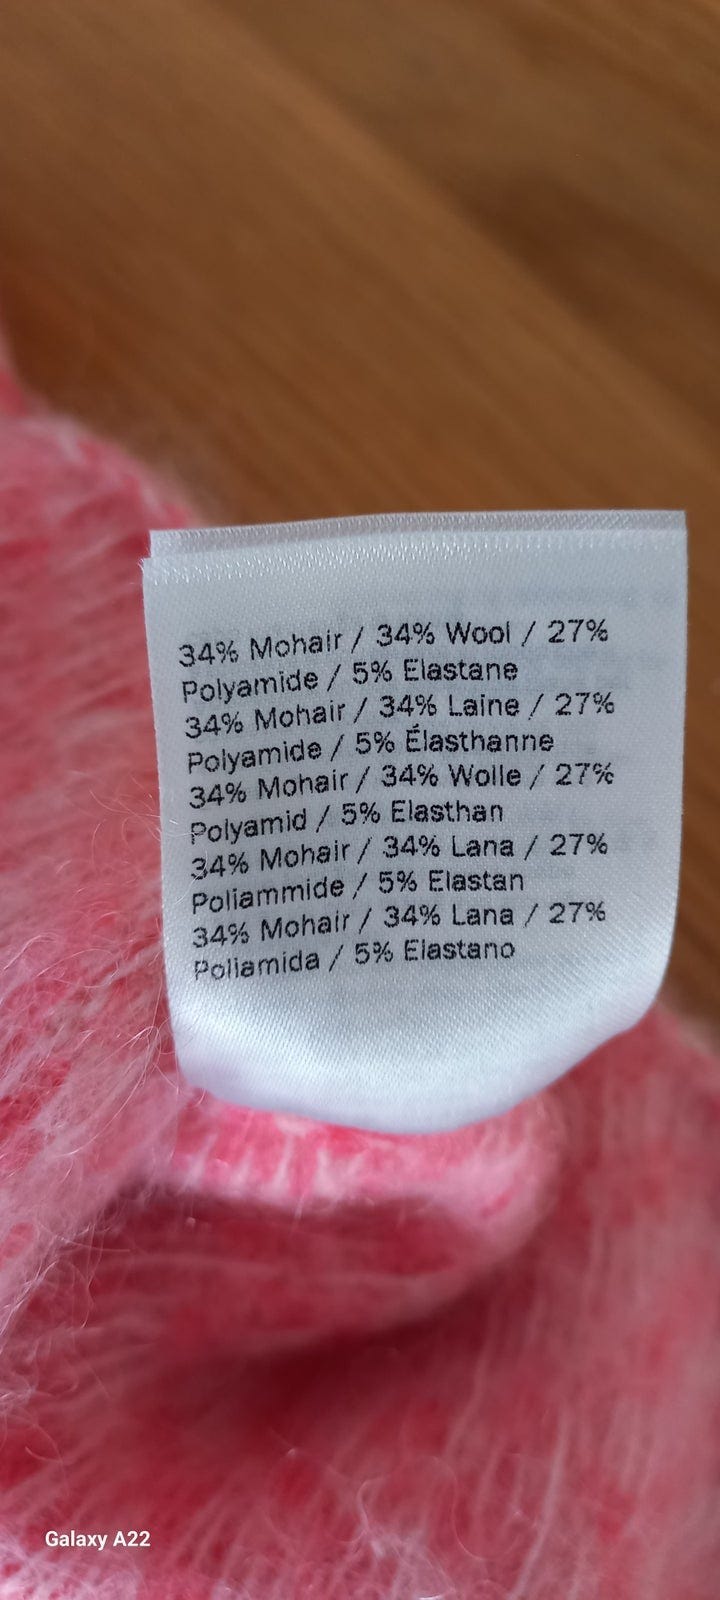 34% Mohair / 34% Wool / 27%
Polyamide / 5% Elastane
34% Mohair / 34% Laine / 27%
Polyamide / 5% Élasthanne
34% Mohair / 34% Wolle / 27%
Polyamid / 5% Elasthan
34% Mohair / 34% Lana / 27%
Poliammide / 5% Elastan
34% Mohair / 34% Lana / 27%
Poliamida / 5% Elastano
Galaxy A22